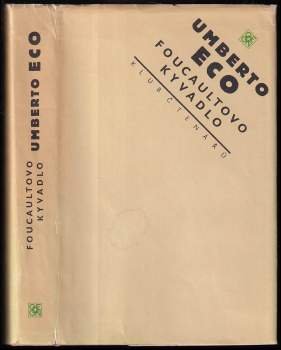 FOUCAULTOVO
KYVADLO
UMBERTO ECO
UMBERTO
ECO
FOUCAULTOVO
KYVADLO
KLUB ČTENÁŘŮ